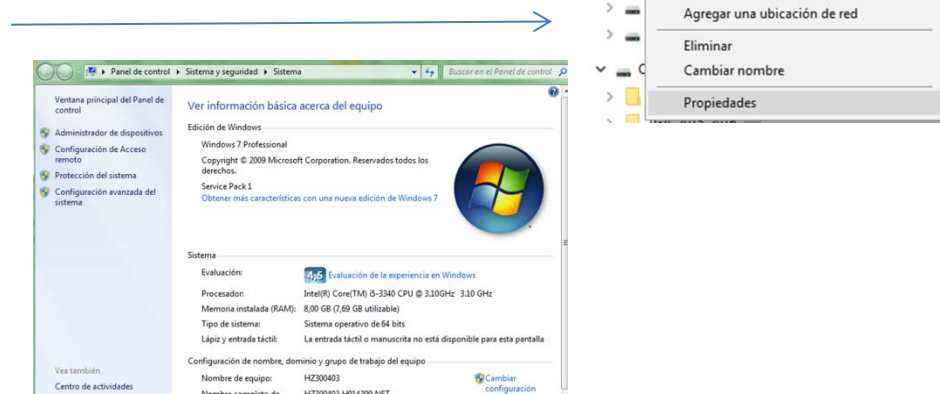 Agregar una ubicación de red
Eliminar
Cambiar nombre
Propiedades
Panel de control ▸ Sistema y seguridad ▸ Sistema
Buscar en el Panel de control
Ventana principal del Panel de
control
Administrador de dispositivos
Configuración de Acceso
remoto
Protección del sistema
Configuración avanzada del
sistema
Vea también
Centro de actividades
Ver información básica acerca del equipo
Edición de Windows
Windows 7 Professional
Copyright © 2009 Microsoft Corporation. Reservados todos los
derechos.
Service Pack 1
Obtener más características con una nueva edición de Windows 7
Sistema
Evaluación: 4,5 Evaluación de la experiencia en Windows
Procesador: Intel(R) Core(TM) i5-3340 CPU @ 3.10GHz 3.10 GHz
Memoria instalada (RAM): 8,00 GB (7,69 GB utilizable)
Tipo de sistema: Sistema operativo de 64 bits
Lápiz y entrada táctil: La entrada táctil o manuscrita no está disponible para esta pantalla
Configuración de nombre, dominio y grupo de trabajo del equipo
Nombre de equipo: HZ300403
Cambiar
configuración
Nombre completo de HZ300403.H014399.NET